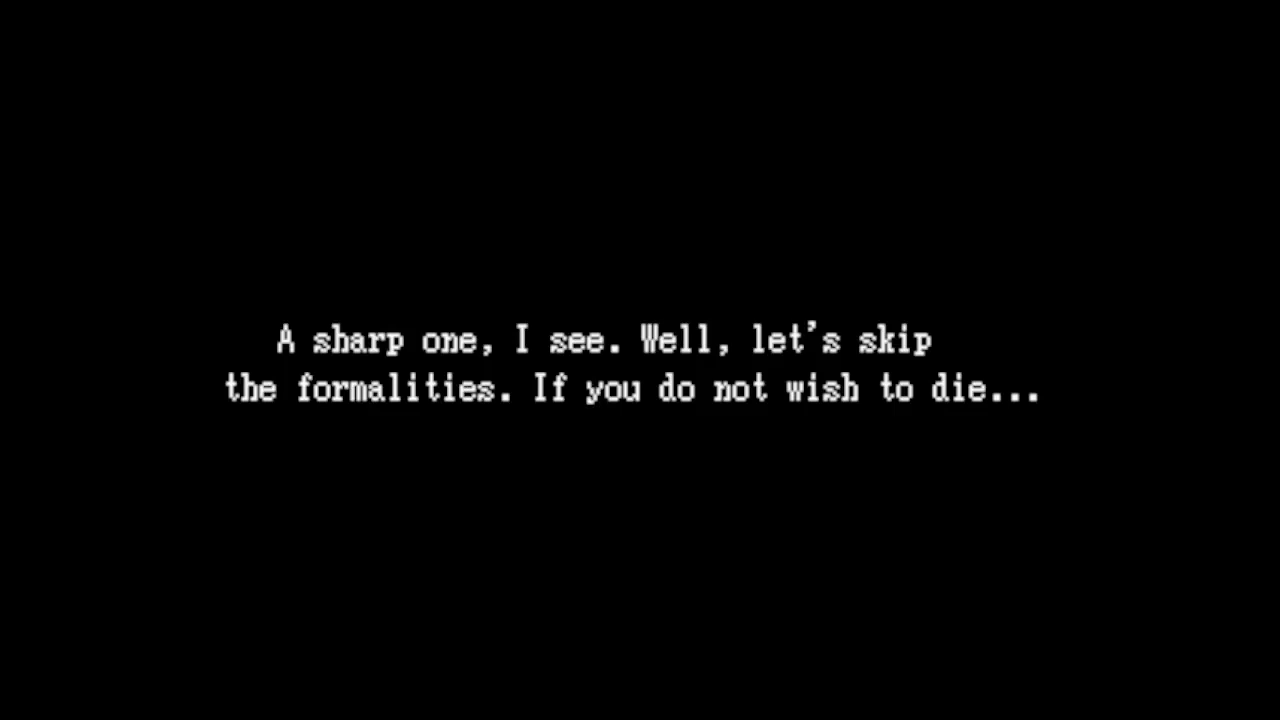 A sharp one, I see. Well, let's skip
the formalities. If you do not wish to die...